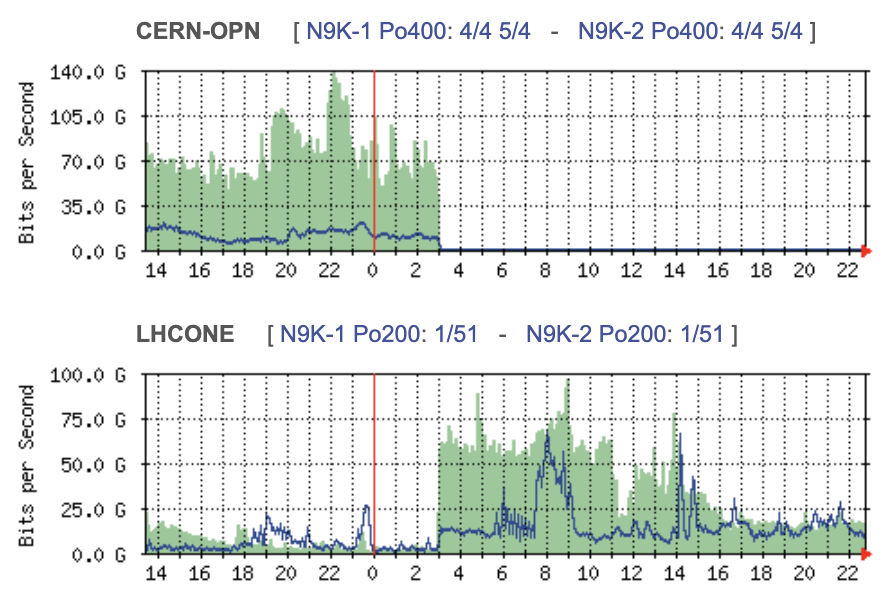 CERN-OPN [ N9K-1 Po400: 4/4 5/4 - N9K-2 Po400: 4/4 5/4 ]
140.0 G
105.0 G
70.0 G
35.0 G
0.0 G
Bits per Second
14 16 18 20 22 0 2 4 6 8 10 12 14 16 18 20 22
LHCONE [ N9K-1 Po200: 1/51 - N9K-2 Po200: 1/51 ]
100.0 G
75.0 G
50.0 G
25.0 G
0.0 G
Bits per Second
14 16 18 20 22 0 2 4 6 8 10 12 14 16 18 20 22